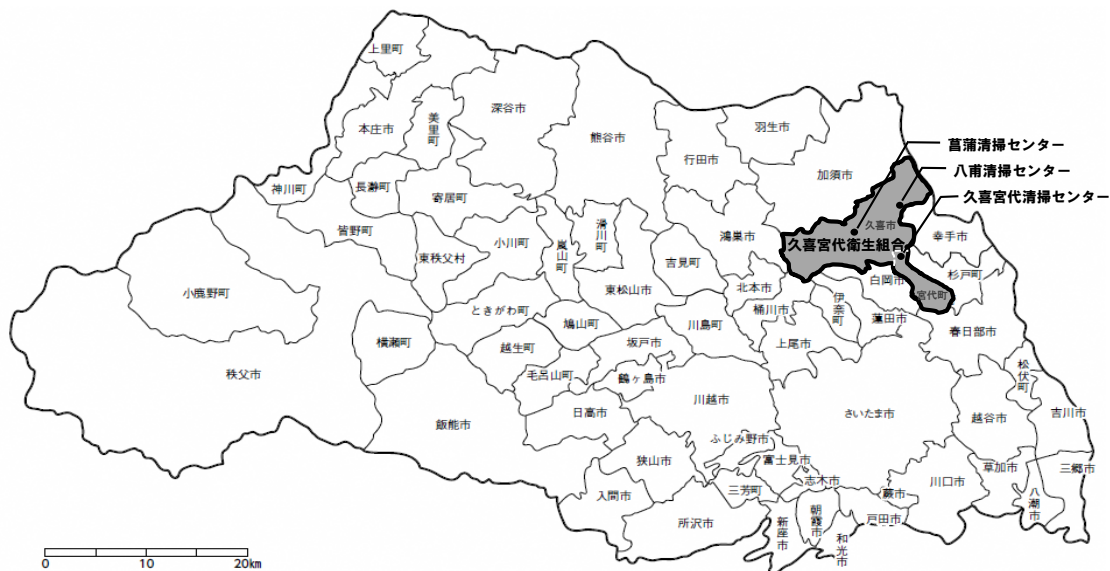 上里町
深谷市
本庄市
美里町
熊谷市
羽生市
行田市
加須市
菖蒲清掃センター
八甫清掃センター
久喜宮代清掃センター
神川町
長瀞町
寄居町
皆野町
小川町
嵐山町
滑川町
吉見町
鴻巣市
久喜市
久喜宮代衛生組合
幸手市
東秩父村
東松山市
北本市
白岡市
杉戸町
宮代町
小鹿野町
ときがわ町
鳩山町
川島町
桶川市
伊奈町
蓮田市
春日部市
横瀬町
越生町
坂戸市
上尾市
秩父市
毛呂山町
鶴ヶ島市
川越市
松伏町
飯能市
日高市
さいたま市
越谷市
吉川市
ふじみ野市
狭山市
富士見市
入間市
三芳町
志木市
蕨市
川口市
草加市
八潮市
三郷市
所沢市
新座市
朝霞市
和光市
戸田市
0 10 20km